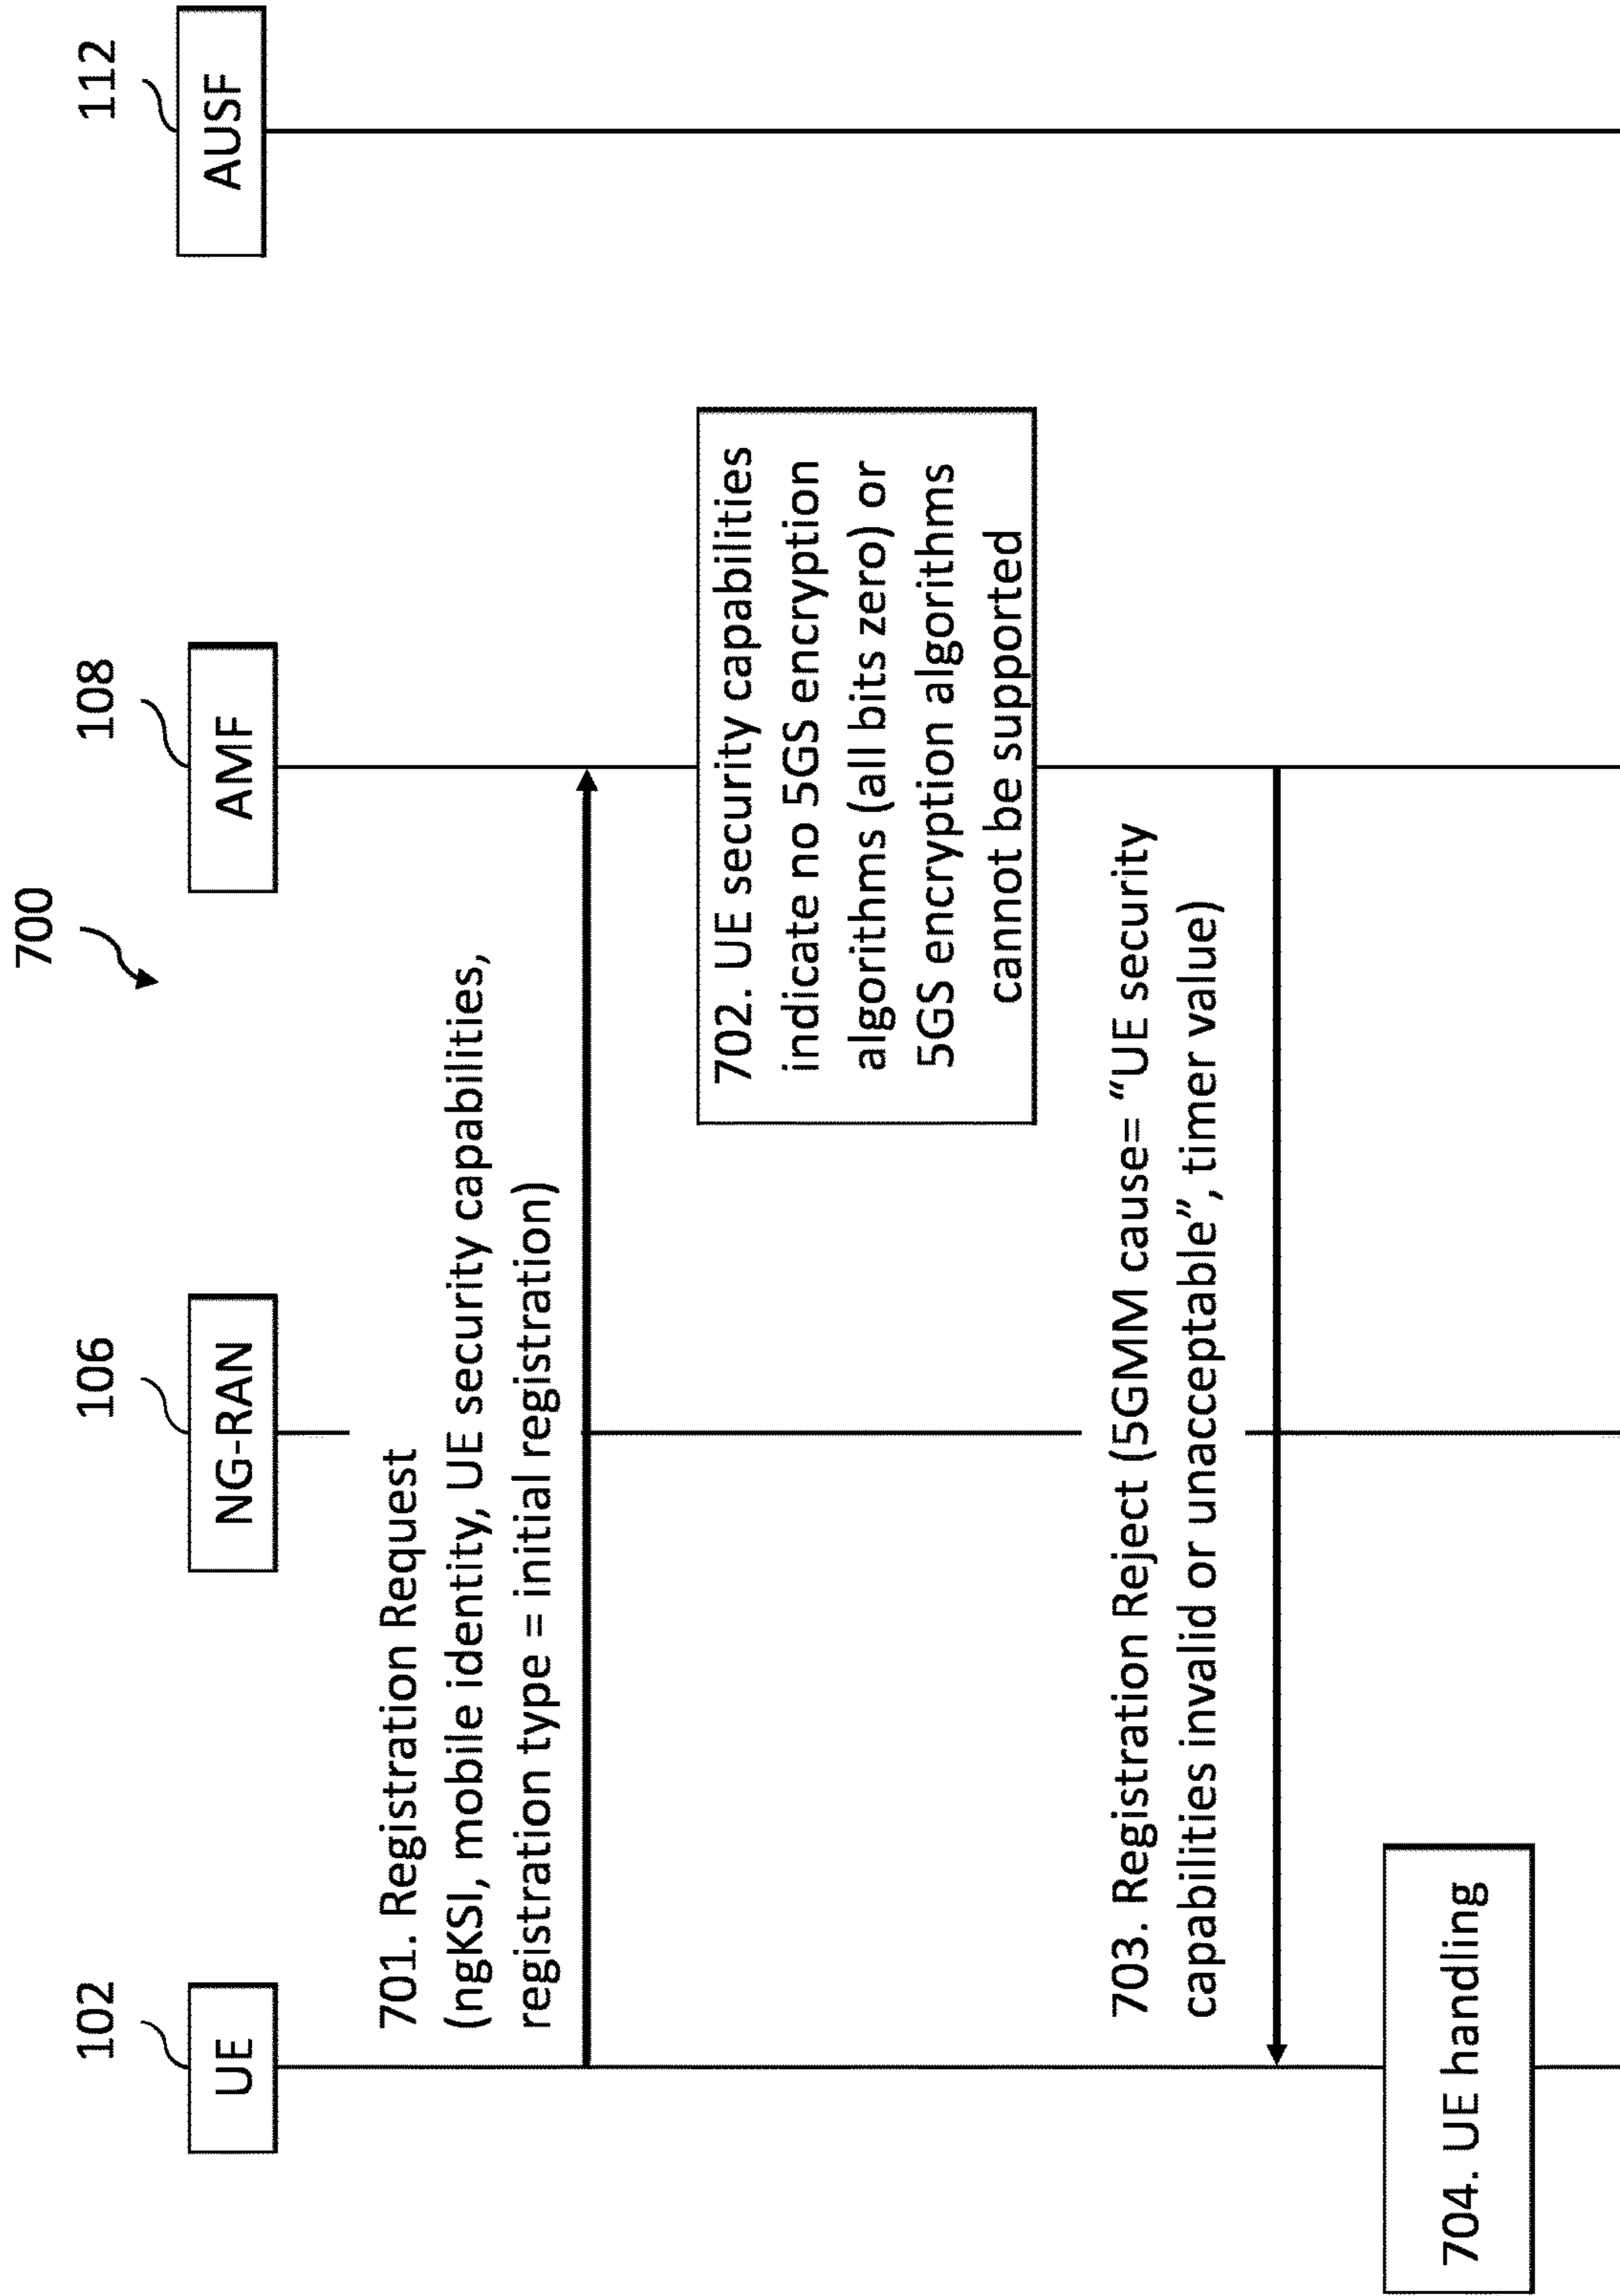 700
102
106
108
112
UE
NG-RAN
AMF
AUSF
701. Registration Request
(ngKSI, mobile identity, UE security capabilities,
registration type = initial registration)
702. UE security capabilities
indicate no 5GS encryption
algorithms (all bits zero) or
5GS encryption algorithms
cannot be supported
703. Registration Reject (5GMM cause= “UE security
capabilities invalid or unacceptable”, timer value)
704. UE handling